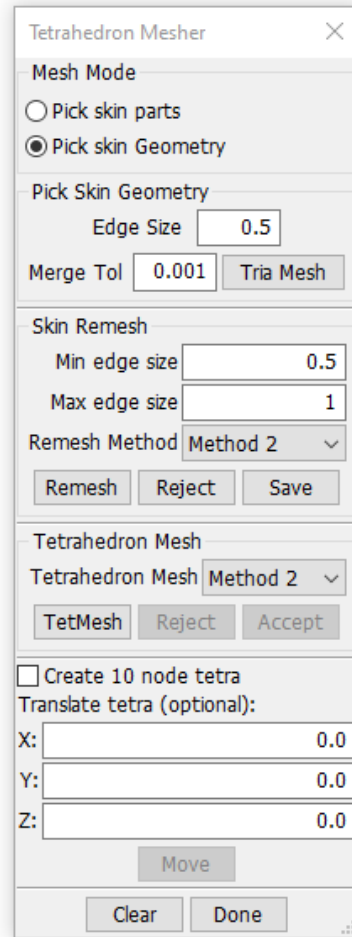 Tetrahedron Mesher
Mesh Mode
Pick skin parts
Pick skin Geometry
Pick Skin Geometry
Edge Size 0.5
Merge Tol 0.001 Tria Mesh
Skin Remesh
Min edge size 0.5
Max edge size 1
Remesh Method Method 2
Remesh Reject Save
Tetrahedron Mesh
Tetrahedron Mesh Method 2
TetMesh Reject Accept
Create 10 node tetra
Translate tetra (optional):
X: 0.0
Y: 0.0
Z: 0.0
Move
Clear Done